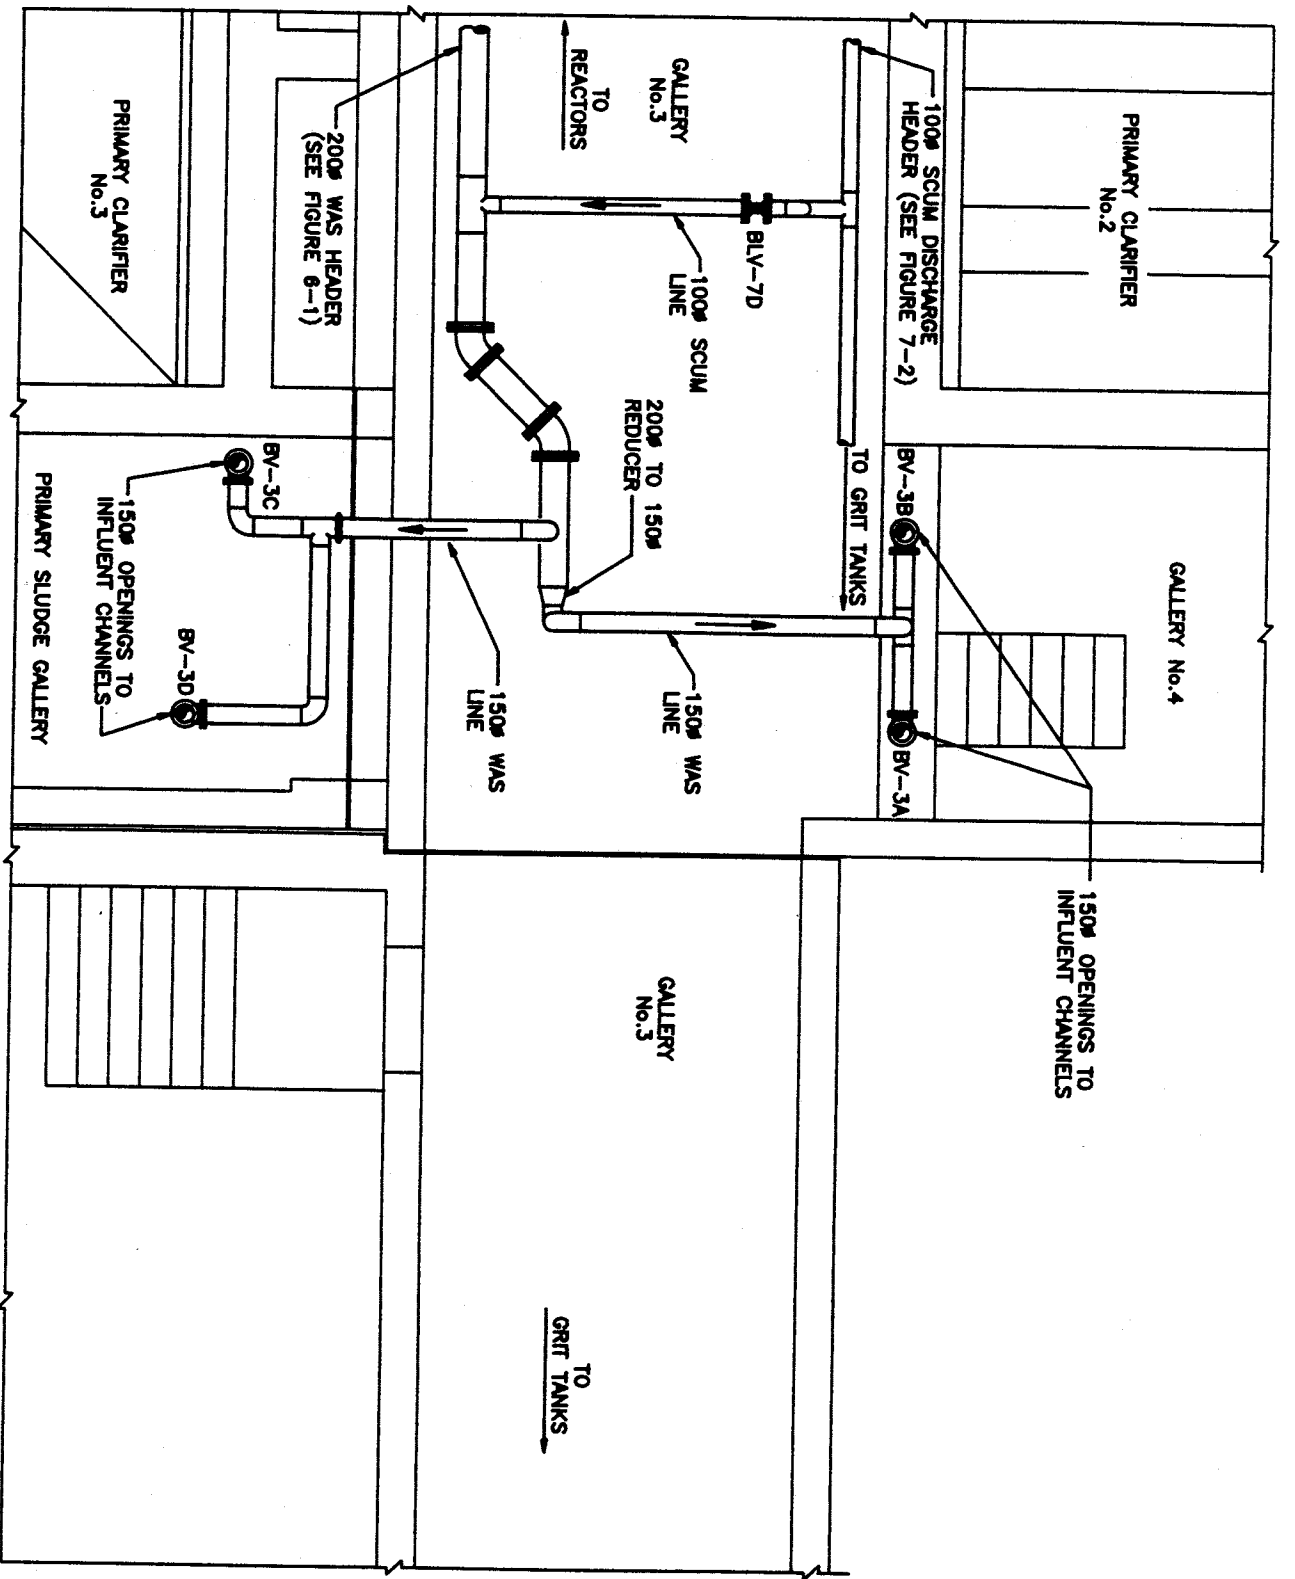 PRIMARY CLARIFIER
No.2
GALLERY No.4
100ø SCUM DISCHARGE
HEADER (SEE FIGURE 7-2)
BV-3B
BV-3A
150ø OPENINGS TO
INFLUENT CHANNELS
TO GRIT TANKS
GALLERY
No.3
BLV-7D
100ø SCUM
LINE
TO
REACTORS
200ø TO 150ø
REDUCER
150ø WAS
LINE
150ø WAS
LINE
GALLERY
No.3
TO
GRIT TANKS
200ø WAS HEADER
(SEE FIGURE 6-1)
PRIMARY CLARIFIER
No.3
BV-3C
150ø OPENINGS TO
INFLUENT CHANNELS
BV-3D
PRIMARY SLUDGE GALLERY